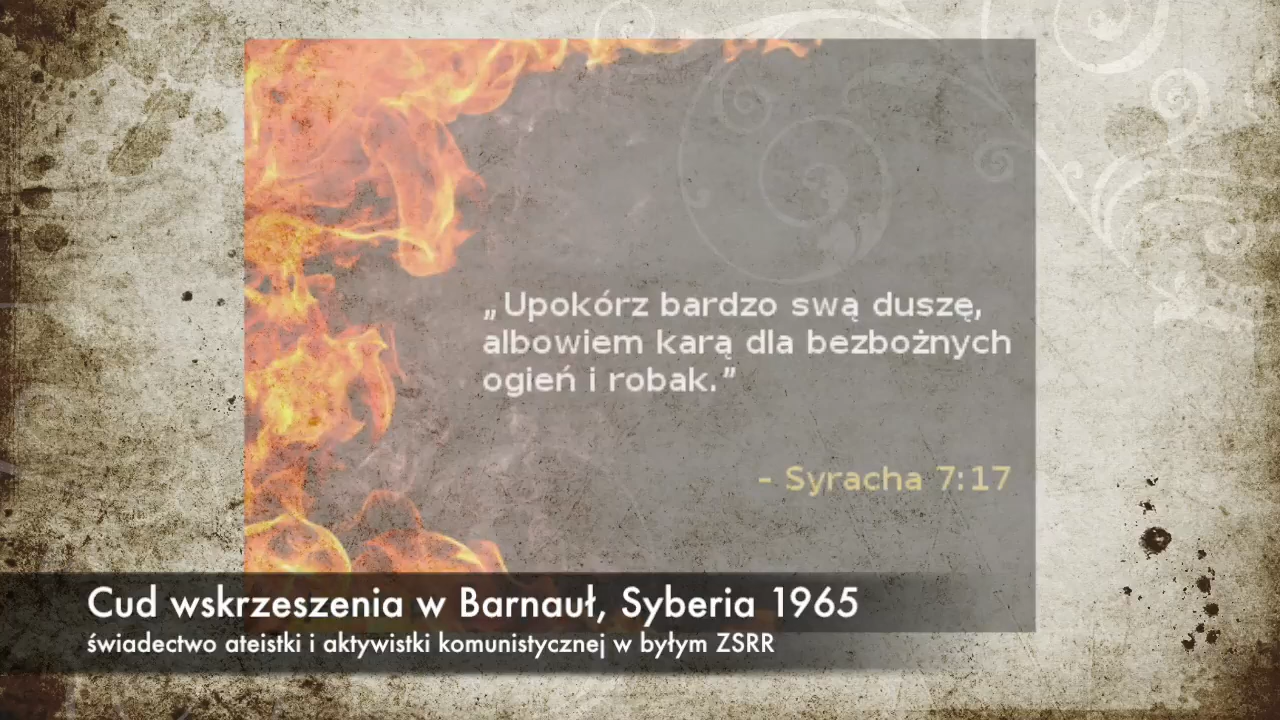 „Upokórz bardzo swą duszę,
albowiem karą dla bezbożnych
ogień i robak.”
– Syracha 7:17
Cud wskrzeszenia w Barnauł, Syberia 1965
świadectwo ateistki i aktywistki komunistycznej w byłym ZSRR